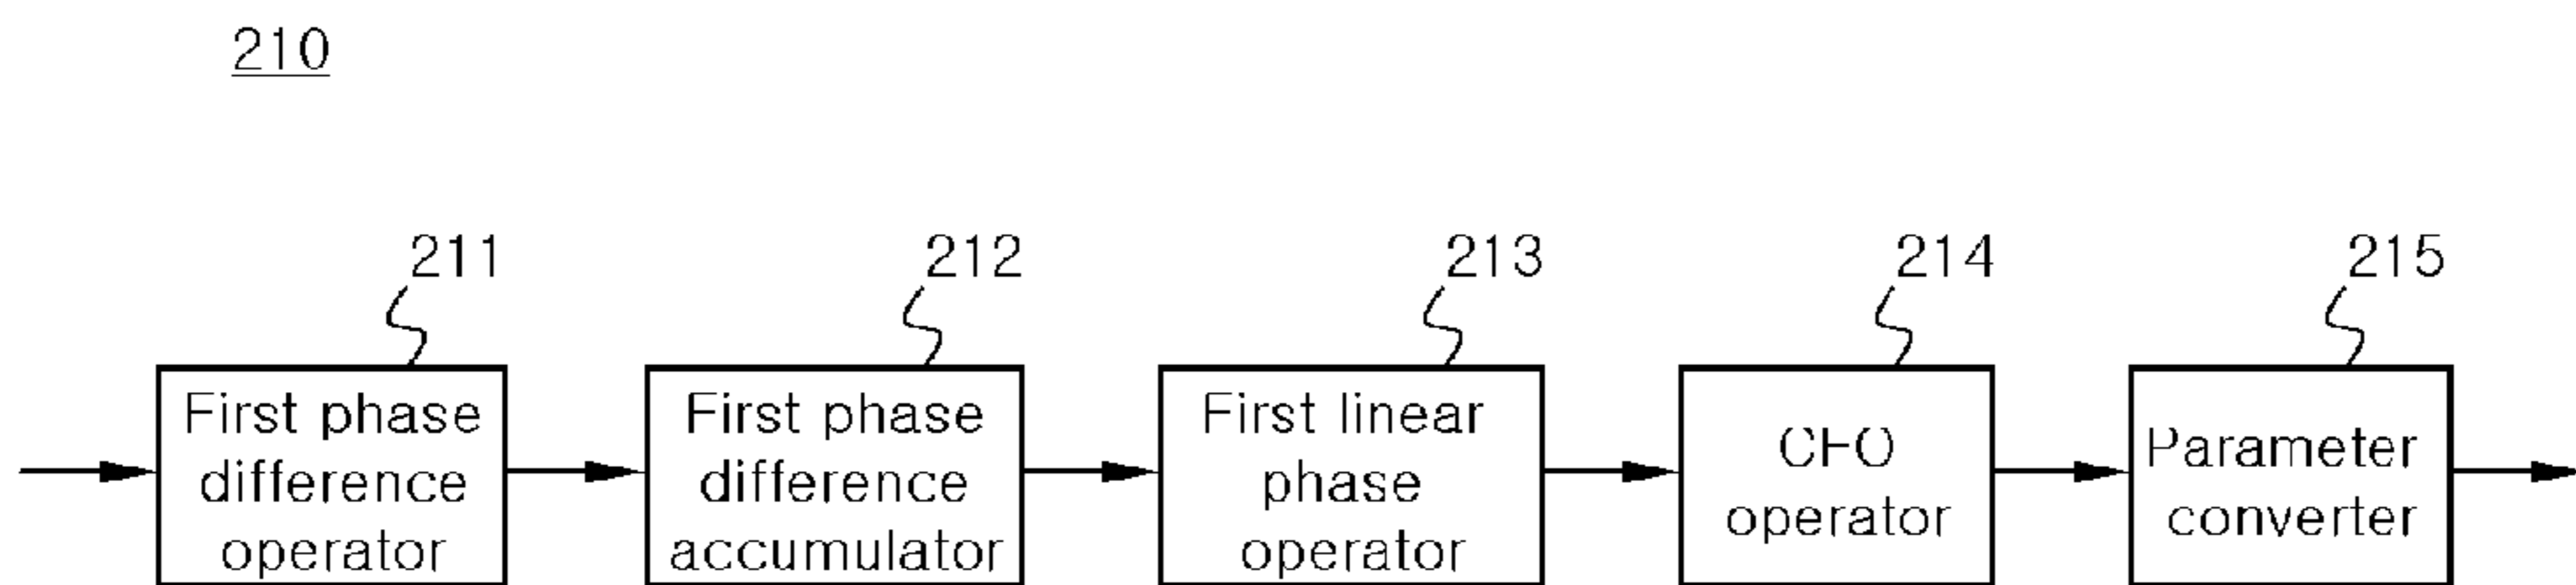 210
211
212
213
214
215
First phase
difference
operator
First phase
difference
accumulator
First linear
phase
operator
CFO
operator
Parameter
converter